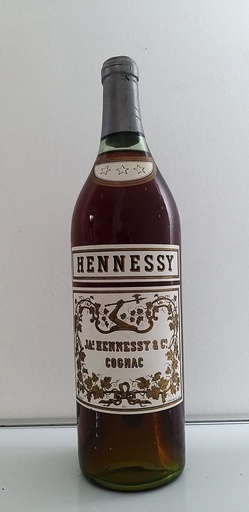 ☆ ☆ ☆
HENNESSY
JAS HENNESSY & Co
COGNAC